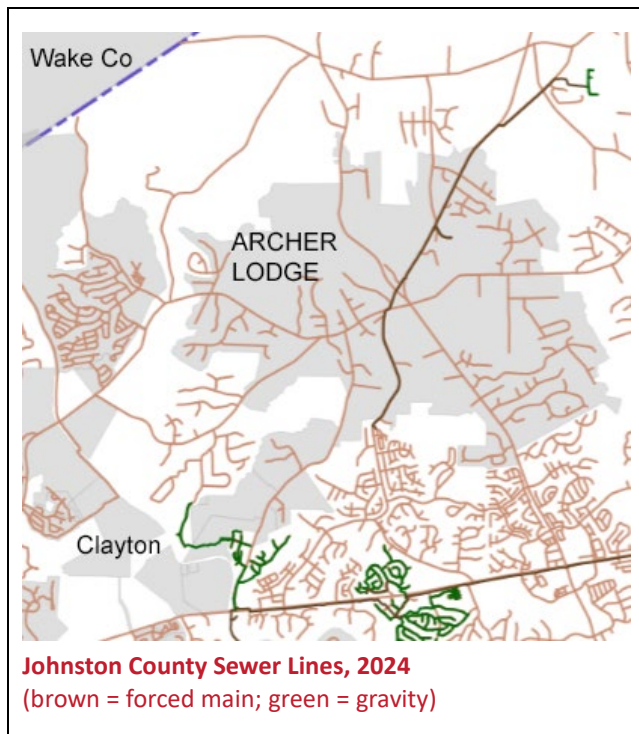 Wake Co
ARCHER
LODGE
Clayton
Johnston County Sewer Lines, 2024
(brown = forced main; green = gravity)